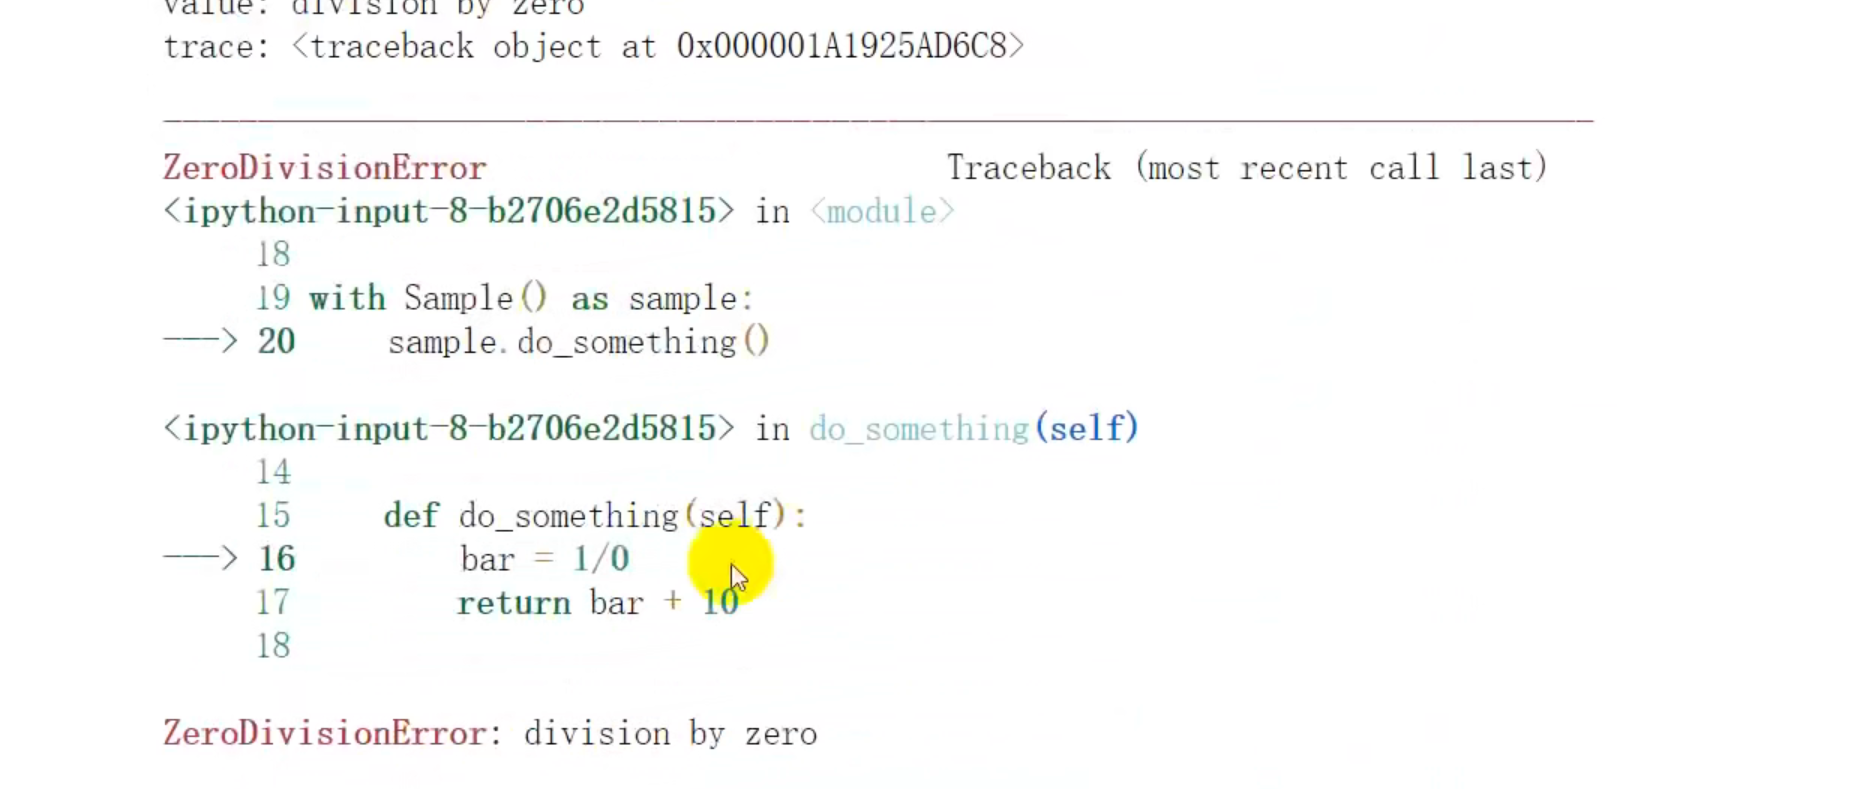 value: division by zero
trace: <traceback object at 0x000001A1925AD6C8>
ZeroDivisionError Traceback (most recent call last)
<ipython-input-8-b2706e2d5815> in <module>
18
19 with Sample() as sample:
---> 20 sample.do_something()
<ipython-input-8-b2706e2d5815> in do_something(self)
14
15 def do_something(self):
---> 16 bar = 1/0
17 return bar + 10
18
ZeroDivisionError: division by zero